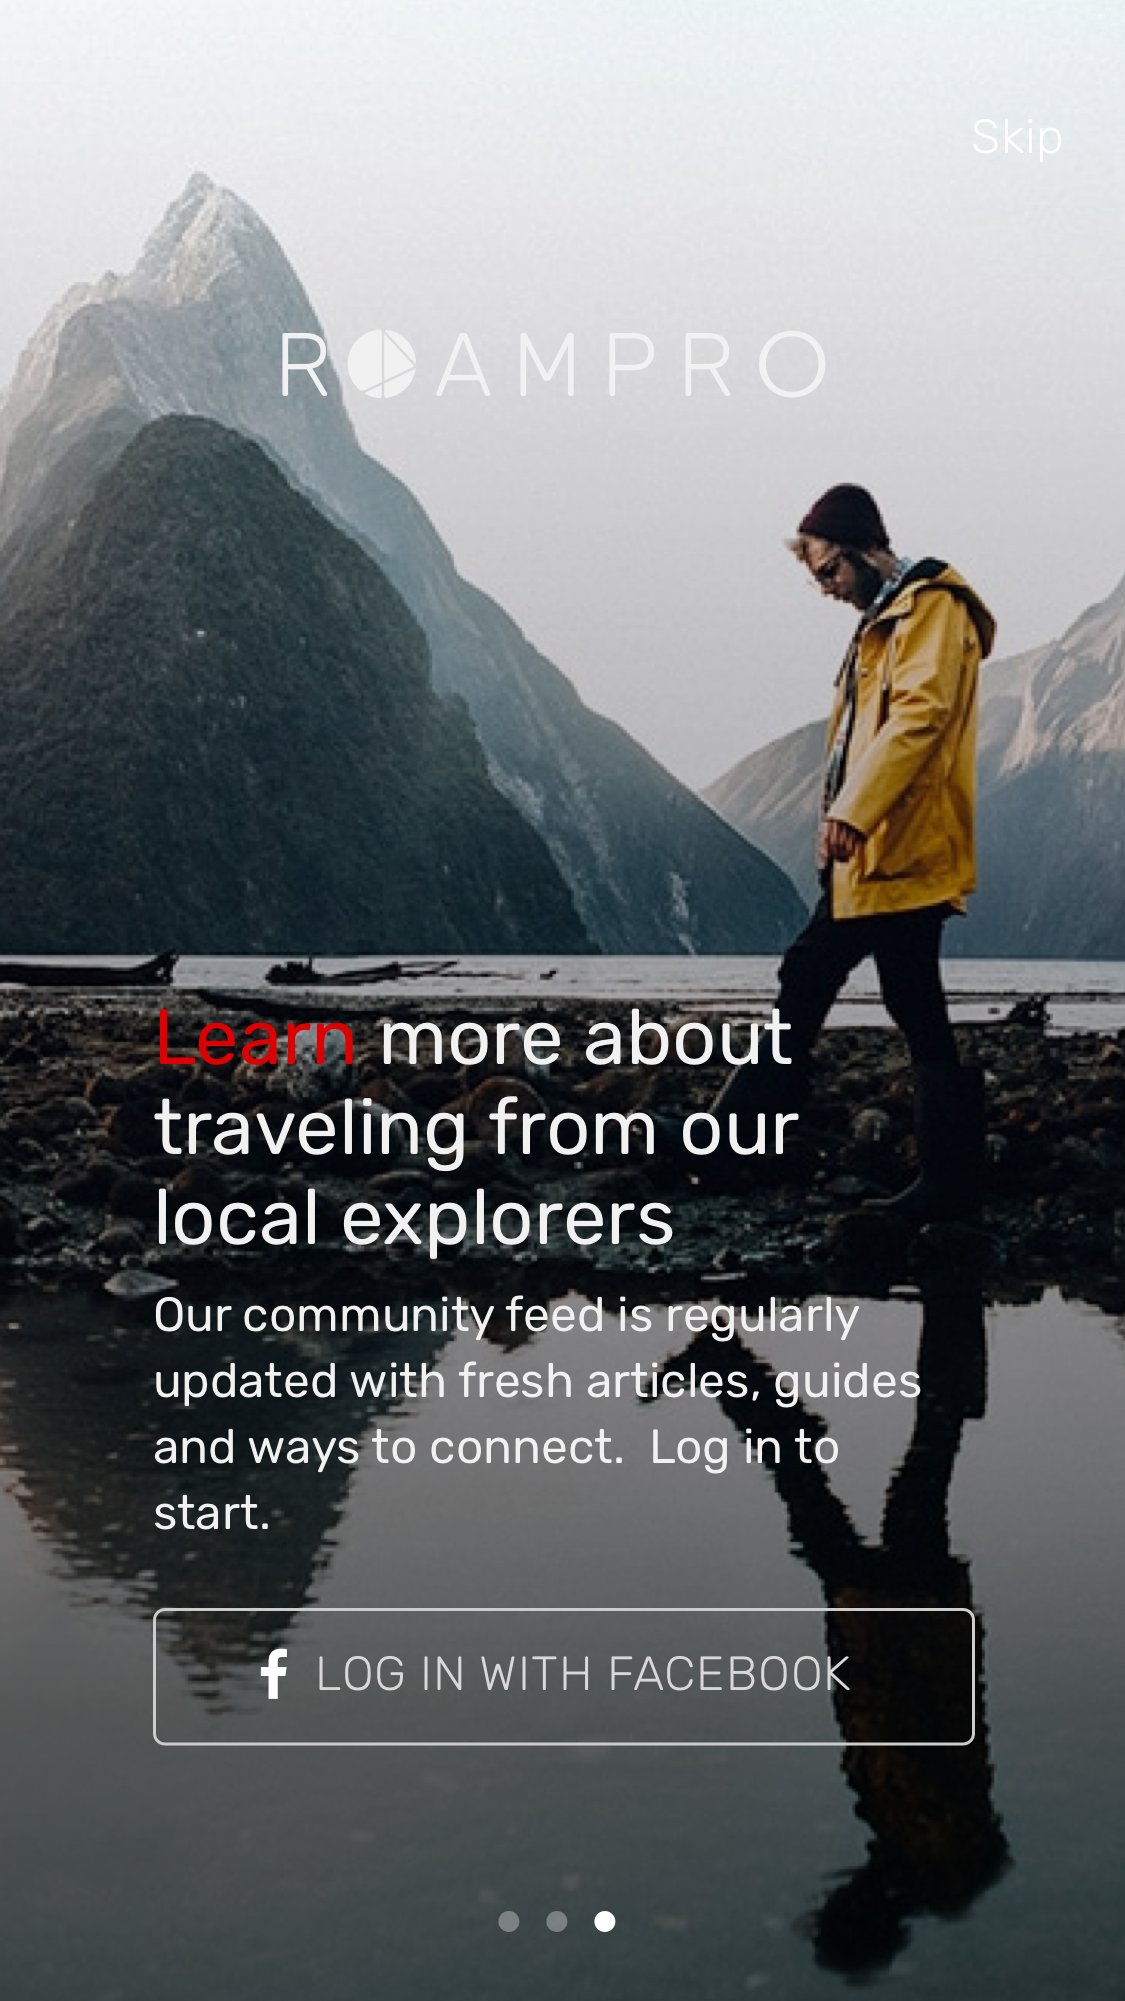 Skip
ROAMPRO
Learn more about
traveling from our
local explorers
Our community feed is regularly
updated with fresh articles, guides
and ways to connect.  Log in to
start.
f LOG IN WITH FACEBOOK